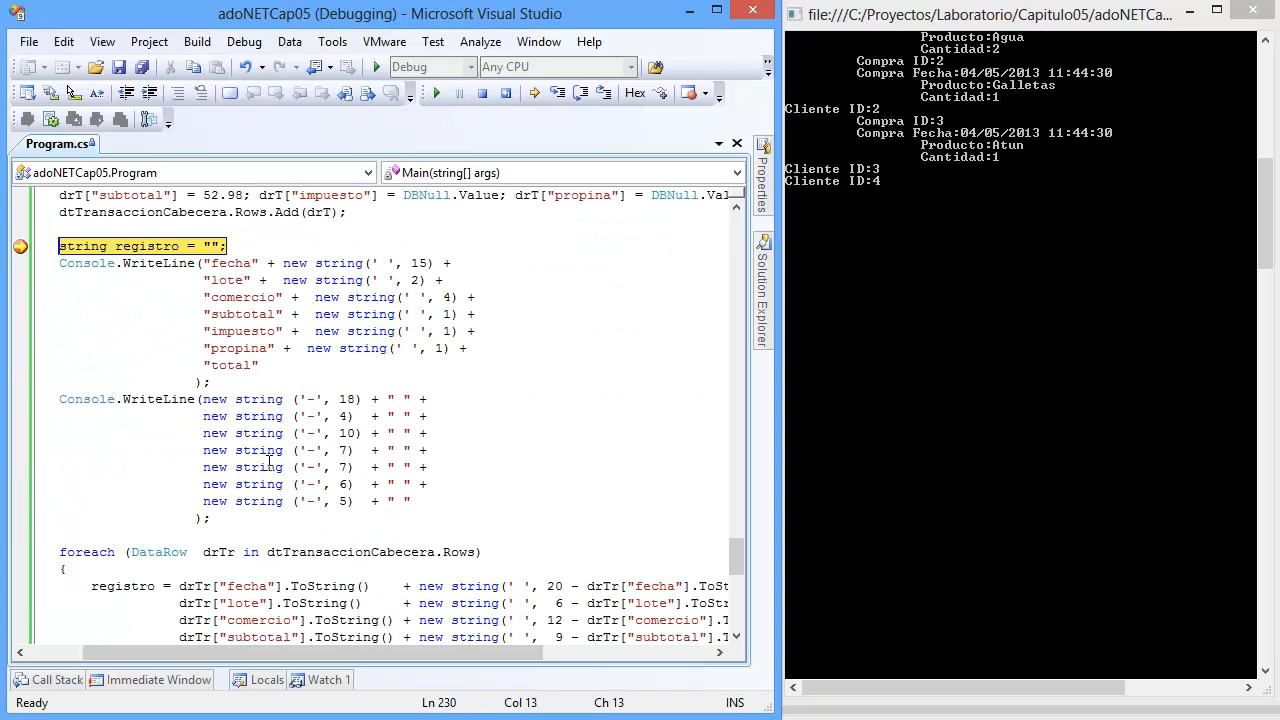 adoNETCap05 (Debugging) - Microsoft Visual Studio
File Edit View Project Build Debug Data Tools VMware Test Analyze Window Help
Debug Any CPU
Hex
Program.cs
adoNETCap05.Program Main(string[] args)
drT["subtotal"] = 52.98; drT["impuesto"] = DBNull.Value; drT["propina"] = DBNull.Val
dtTransaccionCabecera.Rows.Add(drT);
string registro = "";
Console.WriteLine("fecha" + new string(' ', 15) +
"lote" + new string(' ', 2) +
"comercio" + new string(' ', 4) +
"subtotal" + new string(' ', 1) +
"impuesto" + new string(' ', 1) +
"propina" + new string(' ', 1) +
"total"
);
Console.WriteLine(new string ('-', 18) + " " +
new string ('-', 4) + " " +
new string ('-', 10) + " " +
new string ('-', 7) + " " +
new string ('-', 7) + " " +
new string ('-', 6) + " " +
new string ('-', 5) + " "
);
foreach (DataRow drTr in dtTransaccionCabecera.Rows)
{
registro = drTr["fecha"].ToString() + new string(' ', 20 - drTr["fecha"].ToSt
drTr["lote"].ToString() + new string(' ', 6 - drTr["lote"].ToStr
drTr["comercio"].ToString() + new string(' ', 12 - drTr["comercio"].T
drTr["subtotal"].ToString() + new string(' ', 9 - drTr["subtotal"].T
Call Stack Immediate Window Locals Watch 1
Ready Ln 230 Col 13 Ch 13 INS
Properties
Solution Explorer
file:///C:/Proyectos/Laboratorio/Capitulo05/adoNETCa...
Producto:Agua
Cantidad:2
Compra ID:2
Compra Fecha:04/05/2013 11:44:30
Producto:Galletas
Cantidad:1
Cliente ID:2
Compra ID:3
Compra Fecha:04/05/2013 11:44:30
Producto:Atun
Cantidad:1
Cliente ID:3
Cliente ID:4